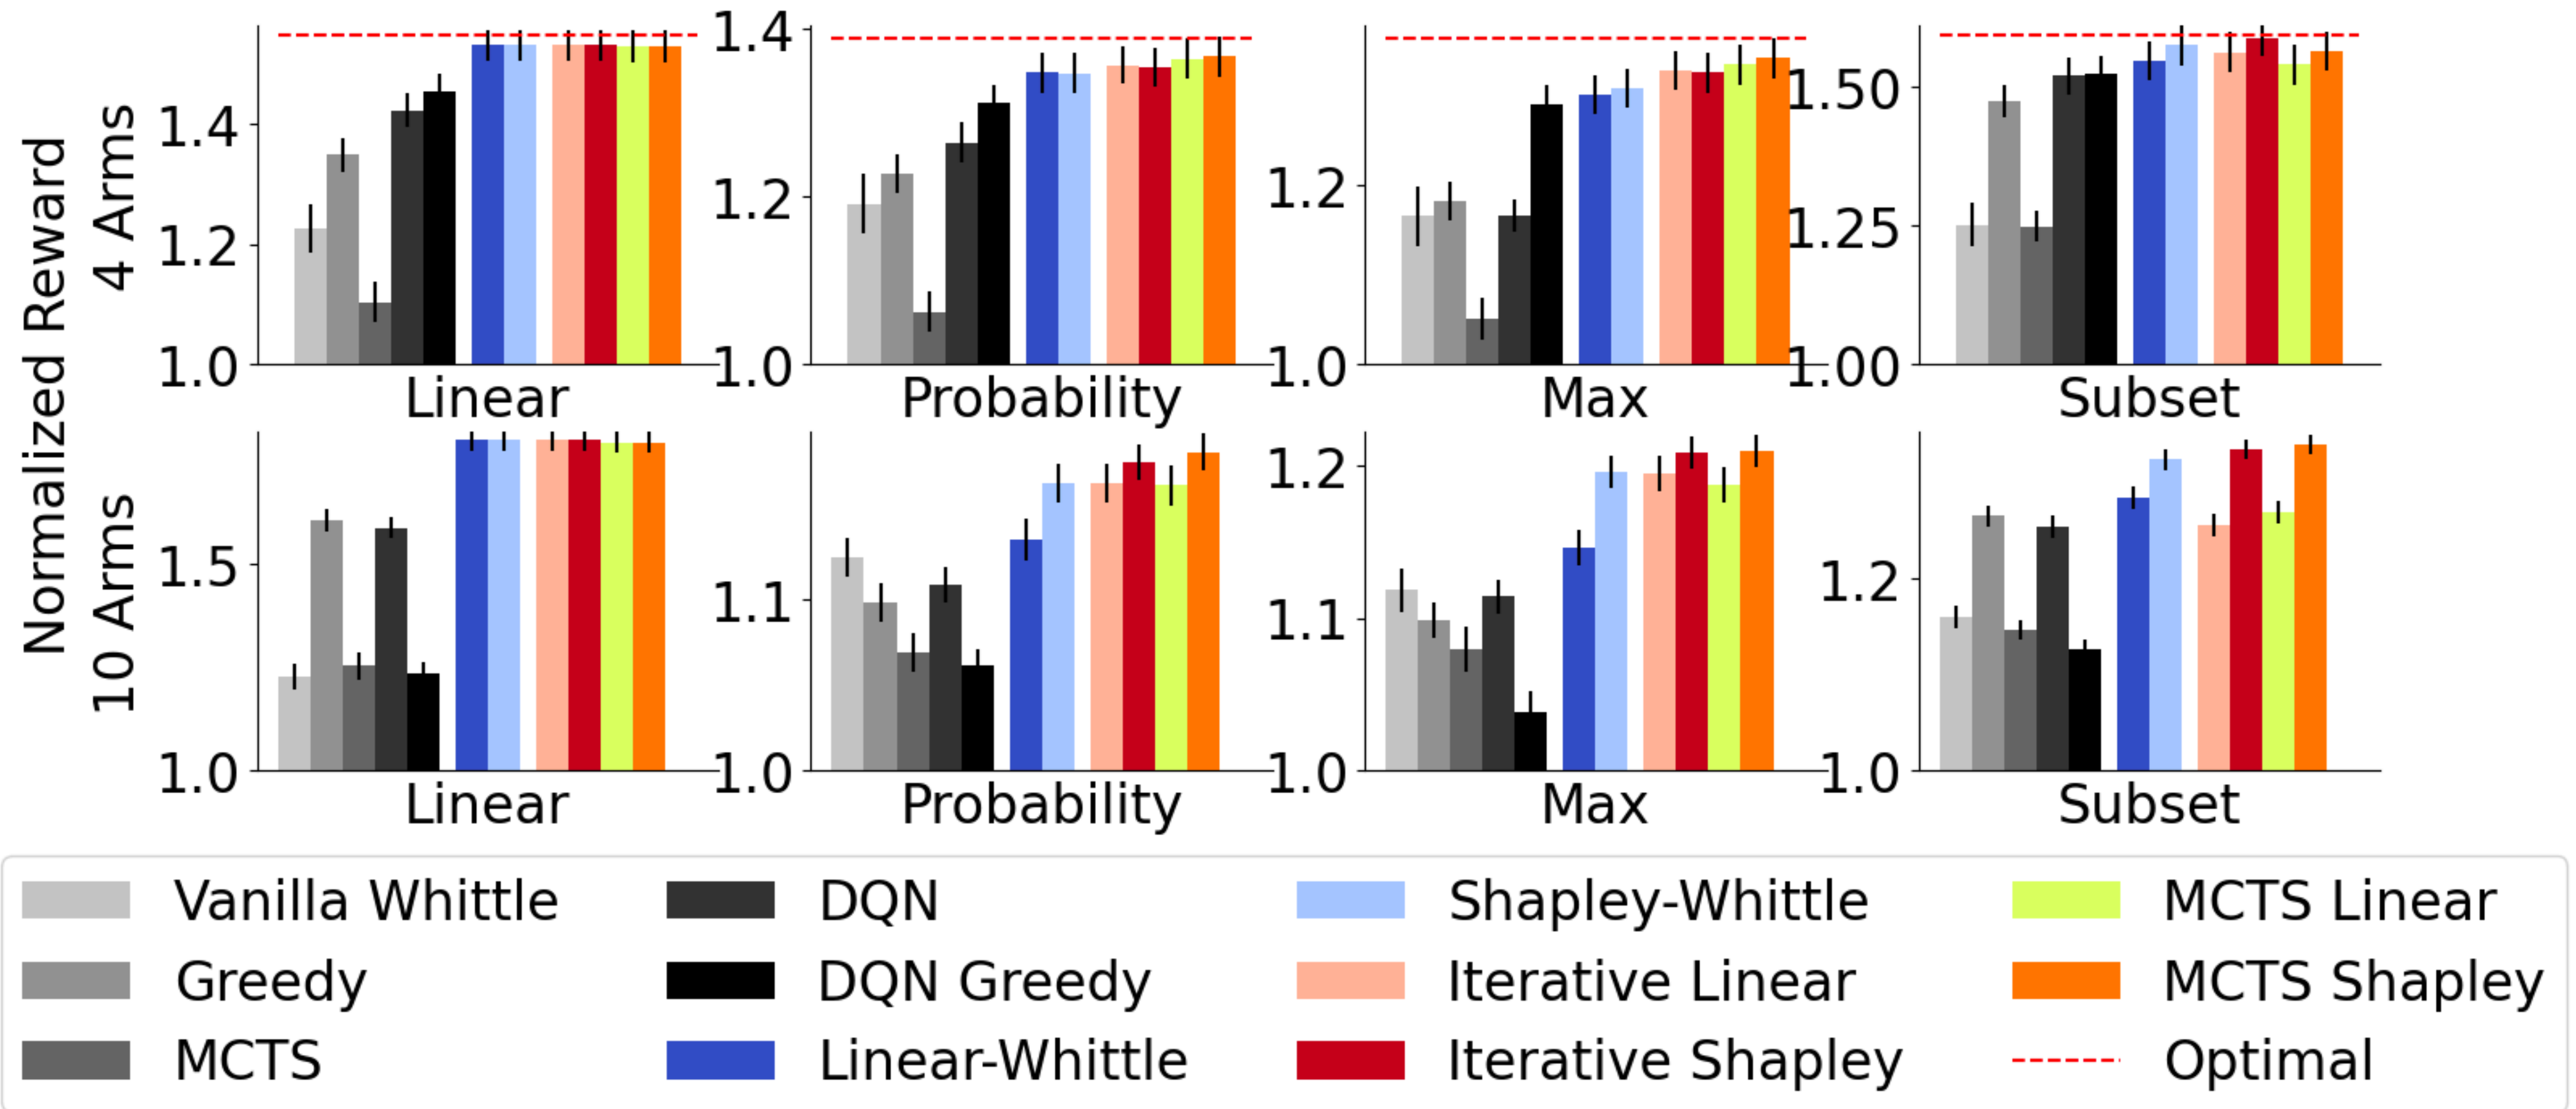 Normalized Reward
4 Arms
1.4
1.2
1.0
Linear
1.4
1.2
1.0
Probability
1.2
1.0
Max
1.50
1.25
1.00
Subset
10 Arms
1.5
1.0
Linear
1.1
1.0
Probability
1.2
1.1
1.0
Max
1.2
1.0
Subset
Vanilla Whittle
Greedy
MCTS
DQN
DQN Greedy
Linear-Whittle
Shapley-Whittle
Iterative Linear
Iterative Shapley
MCTS Linear
MCTS Shapley
Optimal